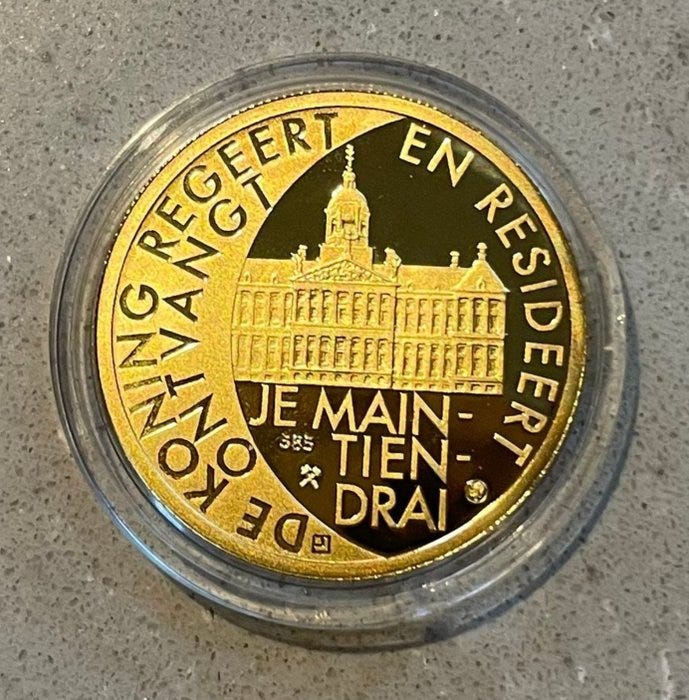 DE KONING REGEERT
ONTVANGT
EN RESIDEERT
JE MAIN-
TIEN-
DRAI
585